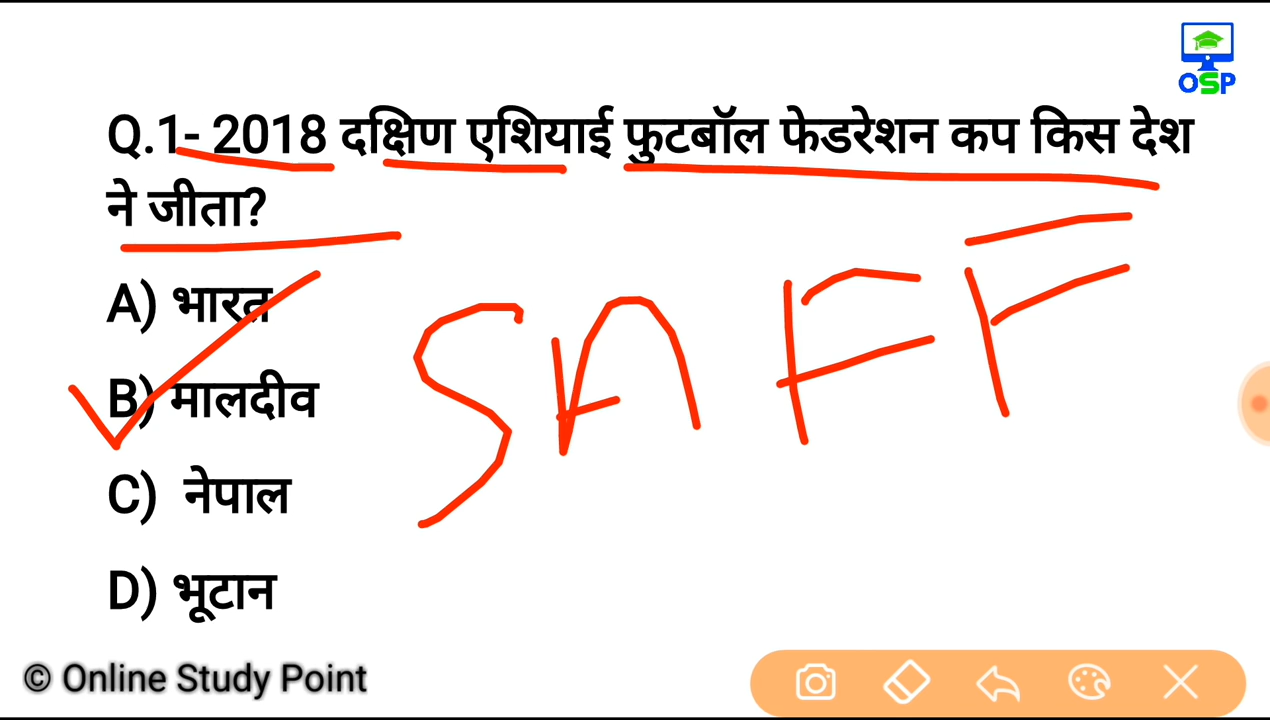 OSP
Q.1- 2018 दक्षिण एशियाई फुटबॉल फेडरेशन कप किस देश
ने जीता?
A) भारत
B) मालदीव
C) नेपाल
D) भूटान
SAFF
© Online Study Point